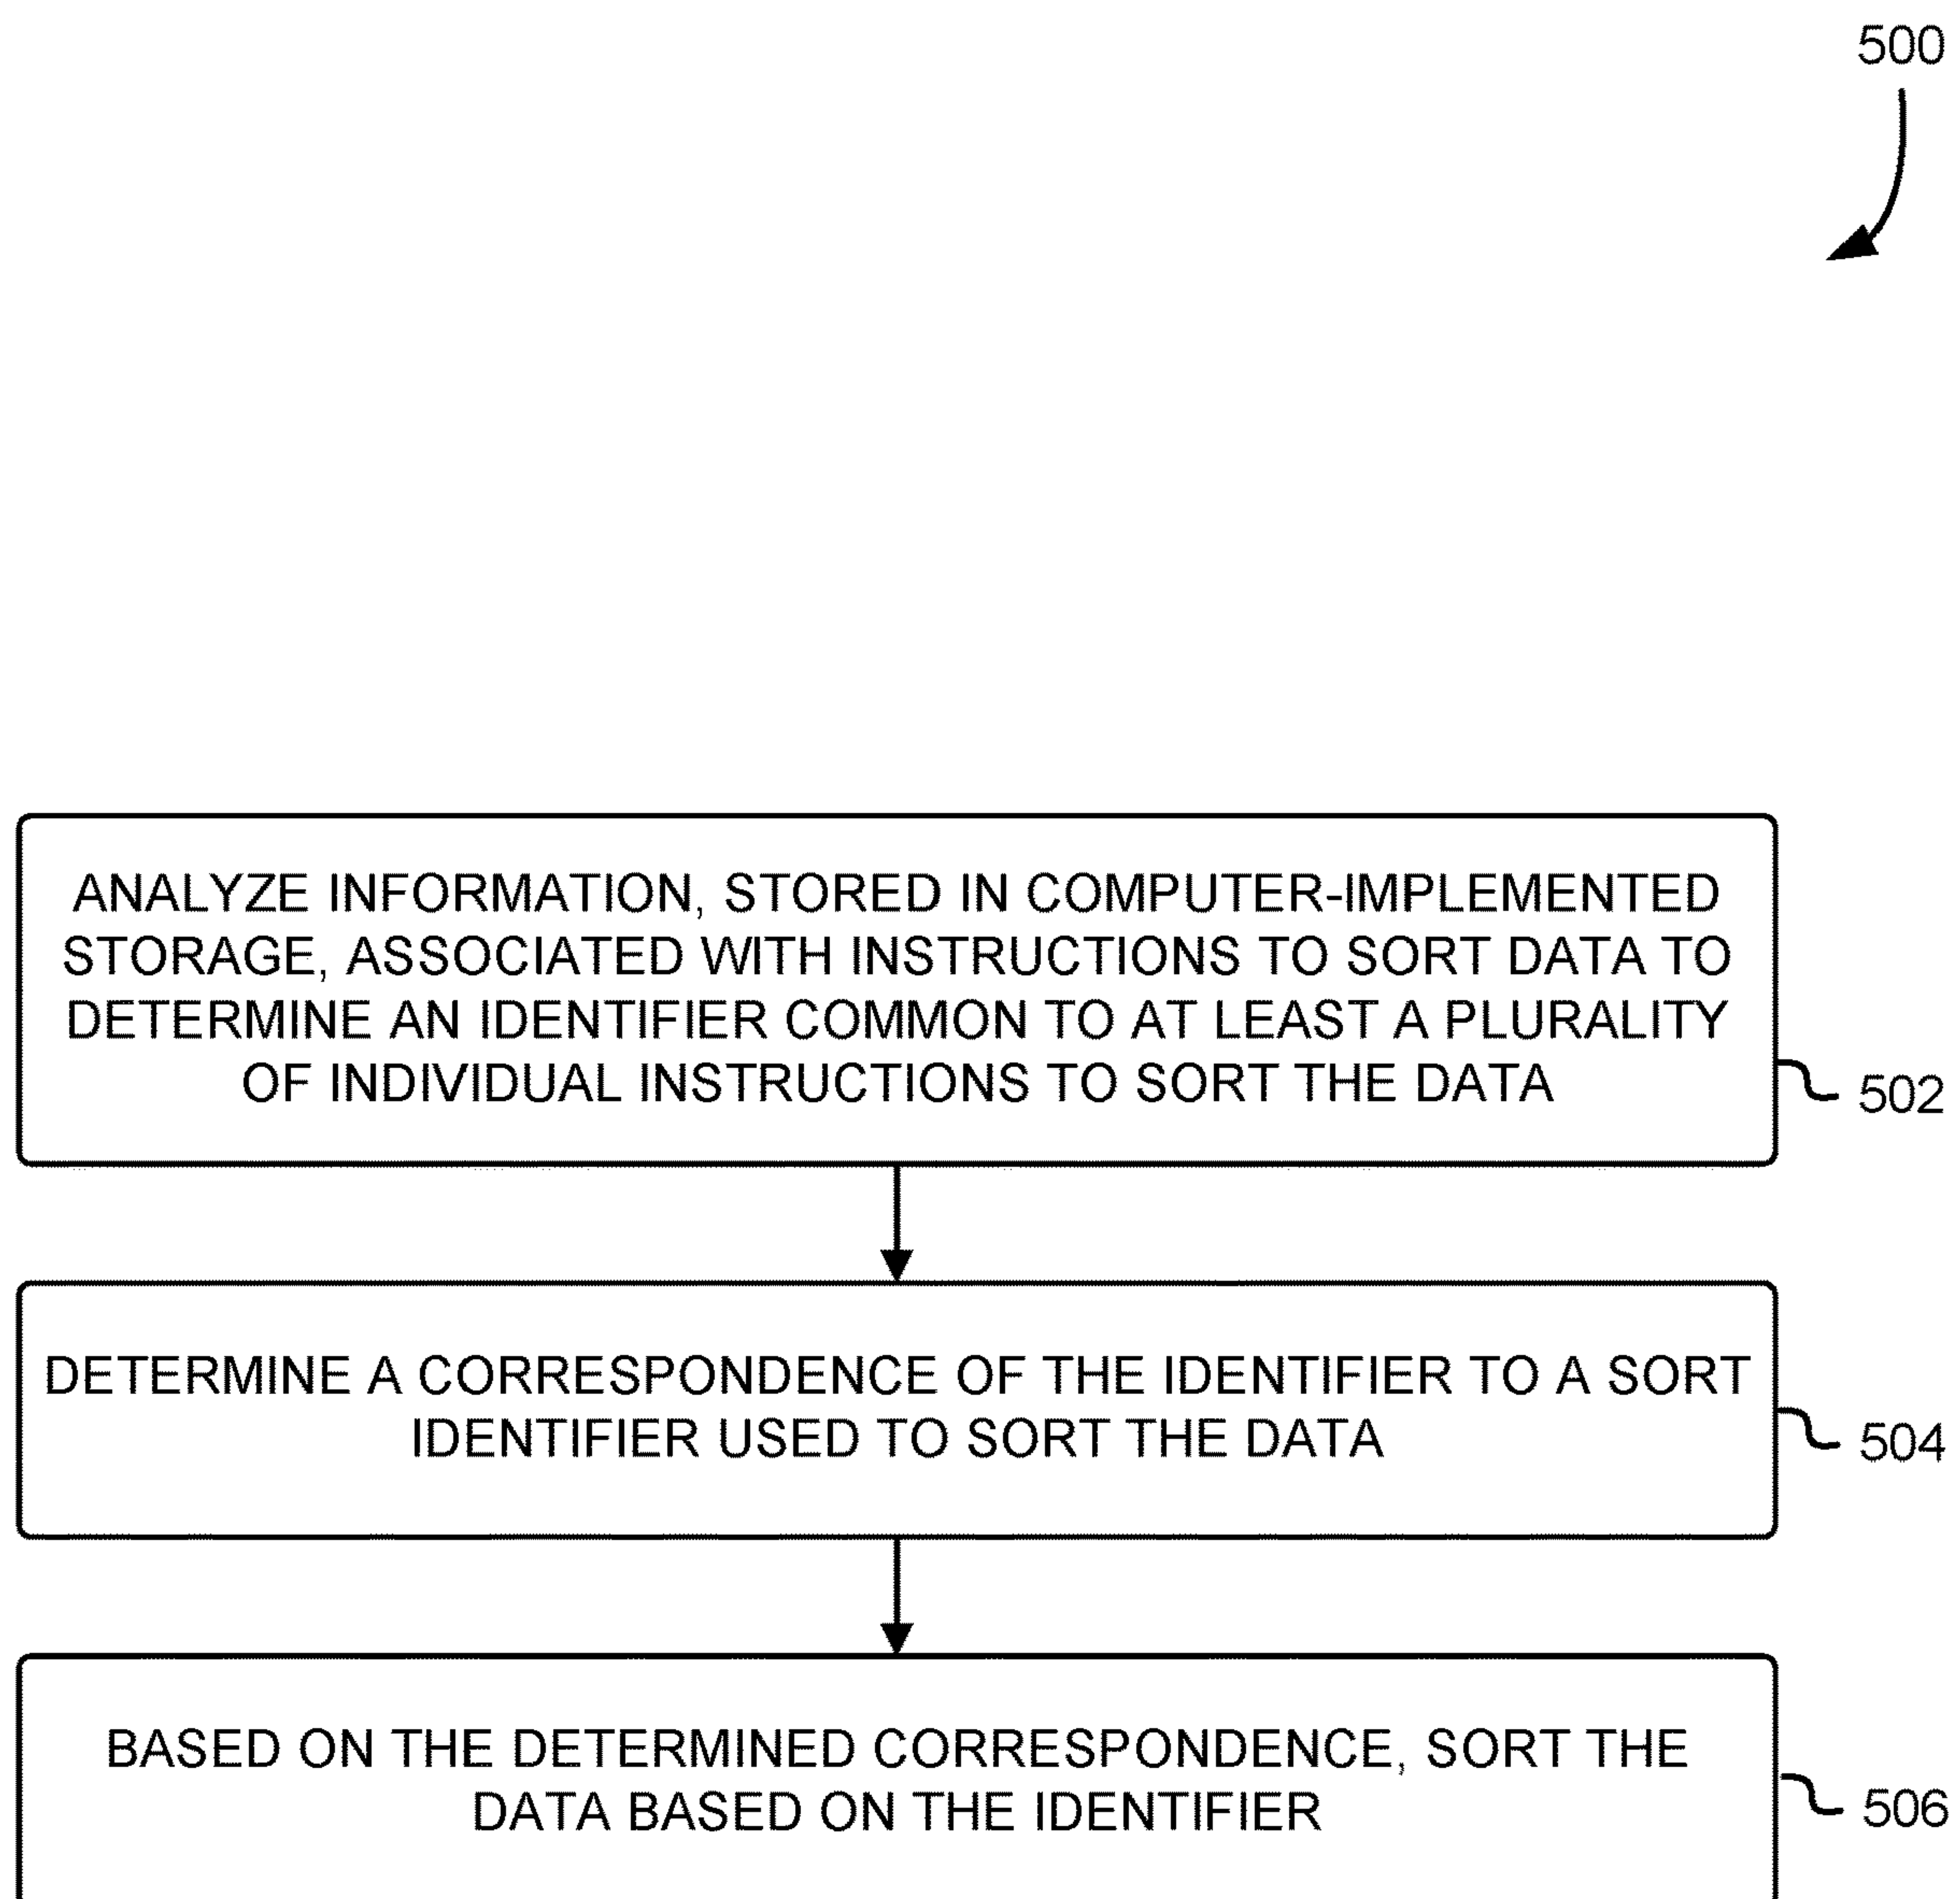 500
ANALYZE INFORMATION, STORED IN COMPUTER-IMPLEMENTED
STORAGE, ASSOCIATED WITH INSTRUCTIONS TO SORT DATA TO
DETERMINE AN IDENTIFIER COMMON TO AT LEAST A PLURALITY
OF INDIVIDUAL INSTRUCTIONS TO SORT THE DATA
502
DETERMINE A CORRESPONDENCE OF THE IDENTIFIER TO A SORT
IDENTIFIER USED TO SORT THE DATA
504
BASED ON THE DETERMINED CORRESPONDENCE, SORT THE
DATA BASED ON THE IDENTIFIER
506